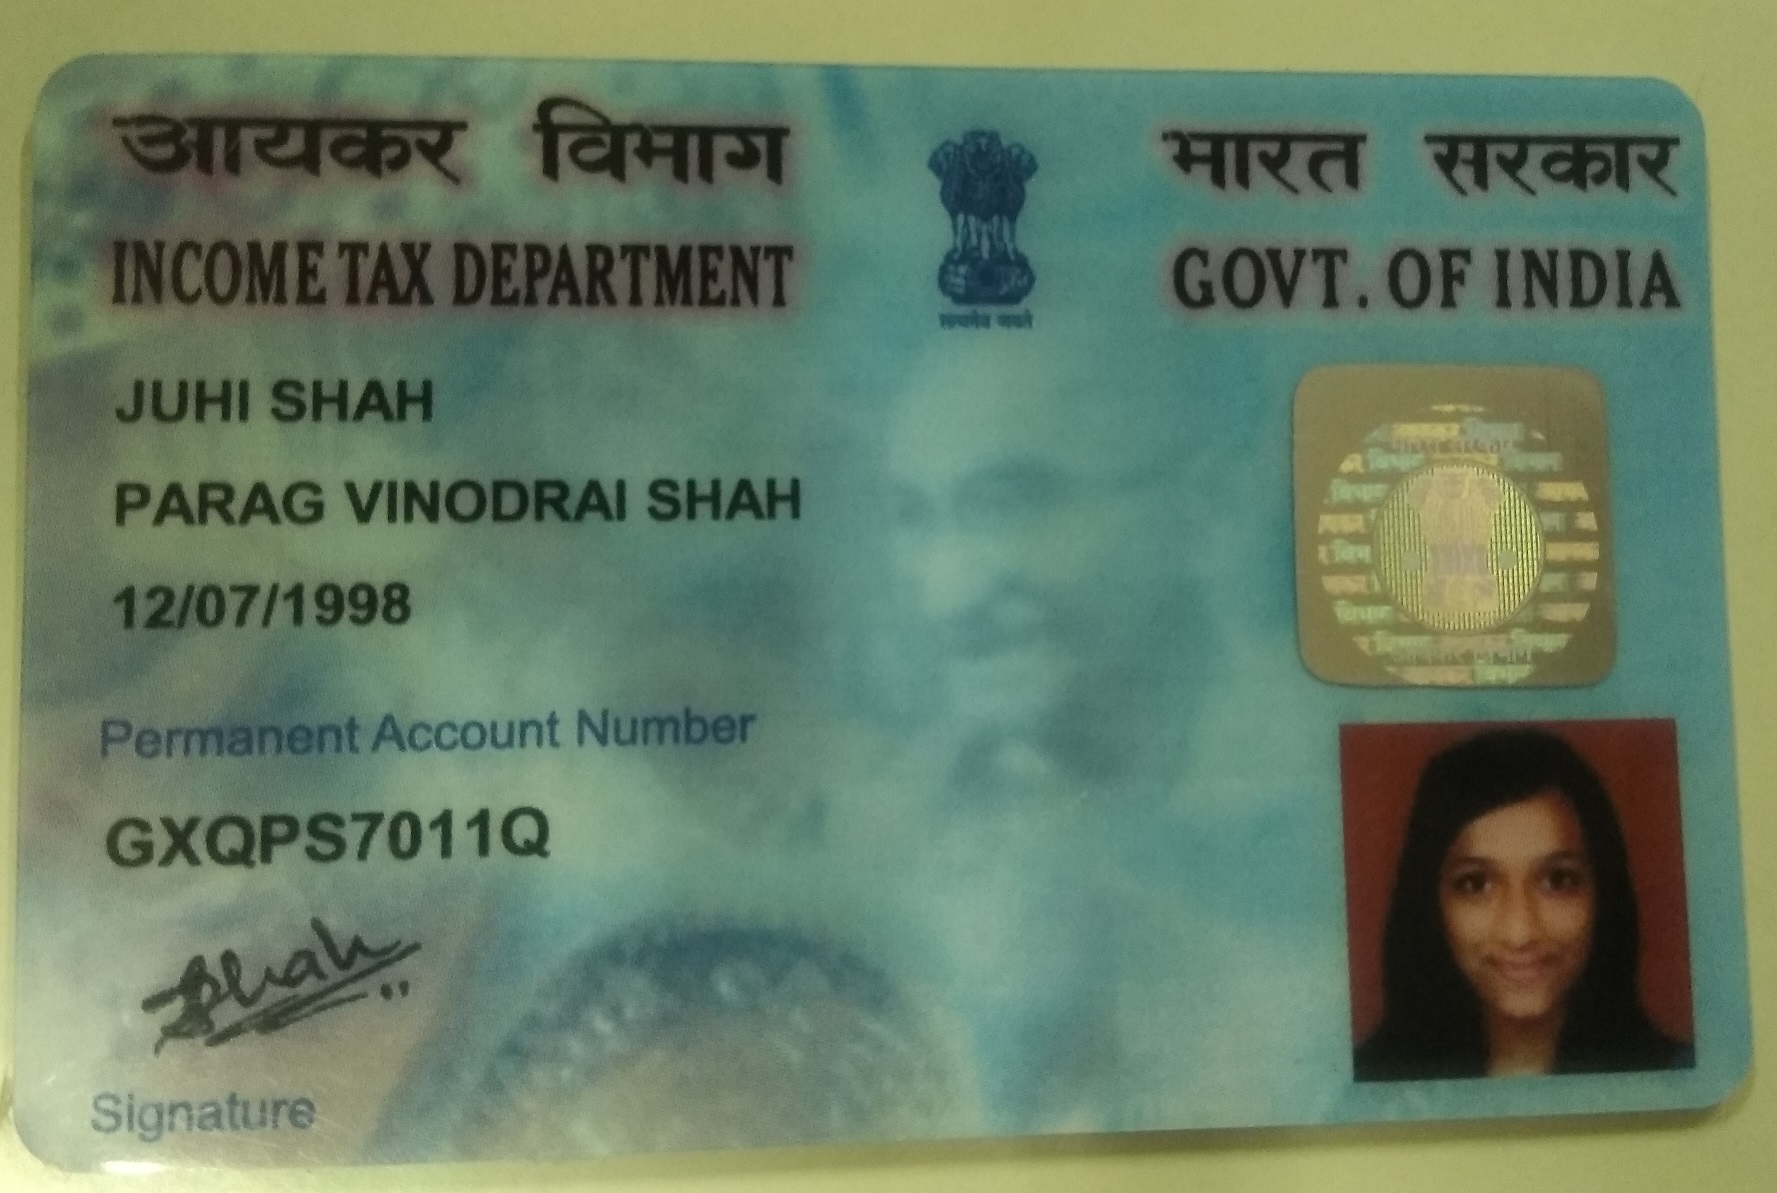 आयकर विभाग
भारत सरकार
INCOME TAX DEPARTMENT
GOVT. OF INDIA
सत्यमेव जयते
JUHI SHAH
PARAG VINODRAI SHAH
12/07/1998
Permanent Account Number
GXQPS7011Q
Shah
Signature